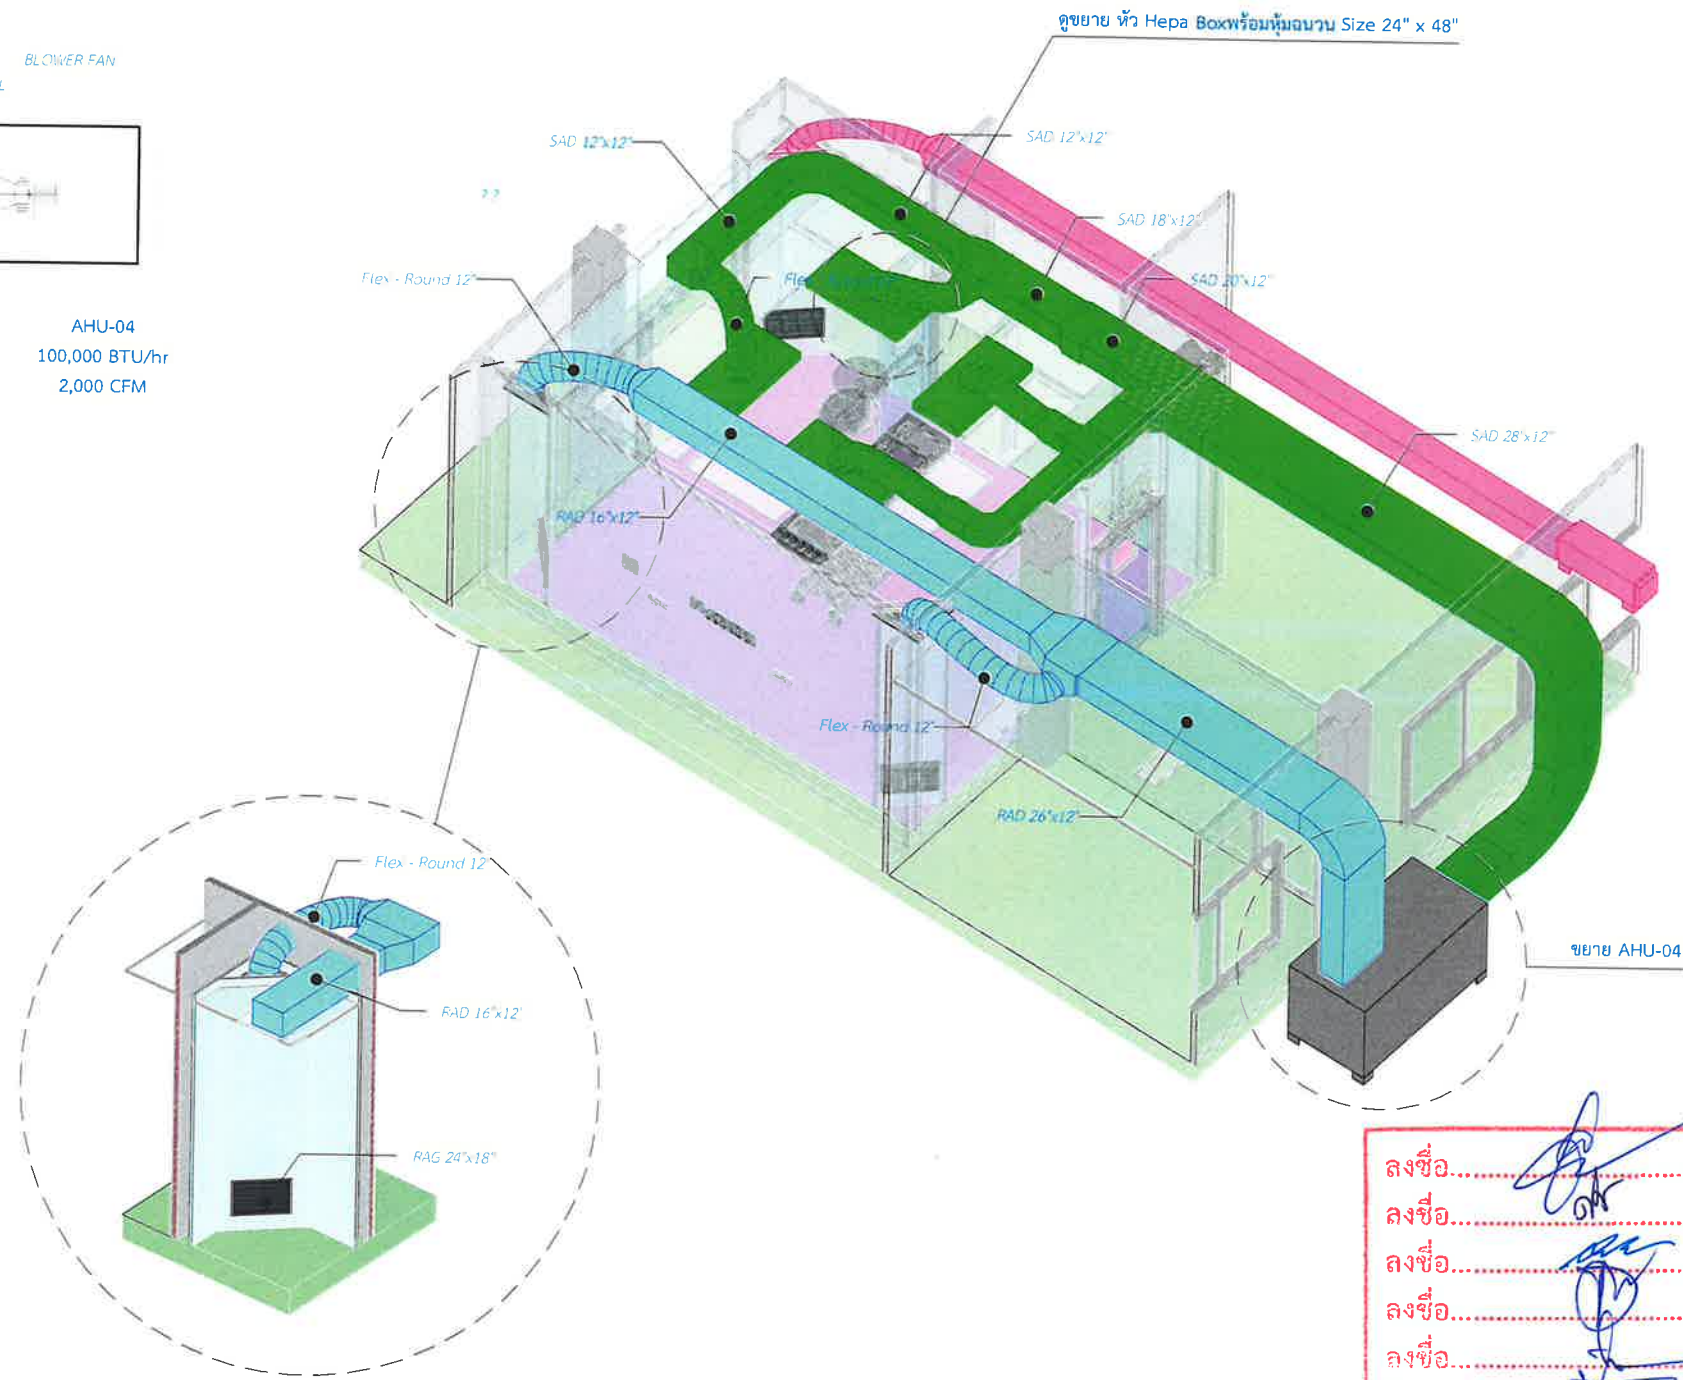 BLOWER FAN
ดูขยาย หัว Hepa Boxพร้อมหุ้มฉนวน Size 24" x 48"
SAD 12"x12"
SAD 12"x12"
? ?
SAD 18"x12"
Flex - Round 12"
Flex
SAD 20"x12"
AHU-04
100,000 BTU/hr
2,000 CFM
SAD 28"x12"
RAD 16"x12"
Flex - Round 12"
RAD 26"x12"
Flex - Round 12"
ขยาย AHU-04
RAD 16"x12"
RAG 24"x18"
ลงชื่อ
ลงชื่อ
ลงชื่อ
ลงชื่อ
ลงชื่อ